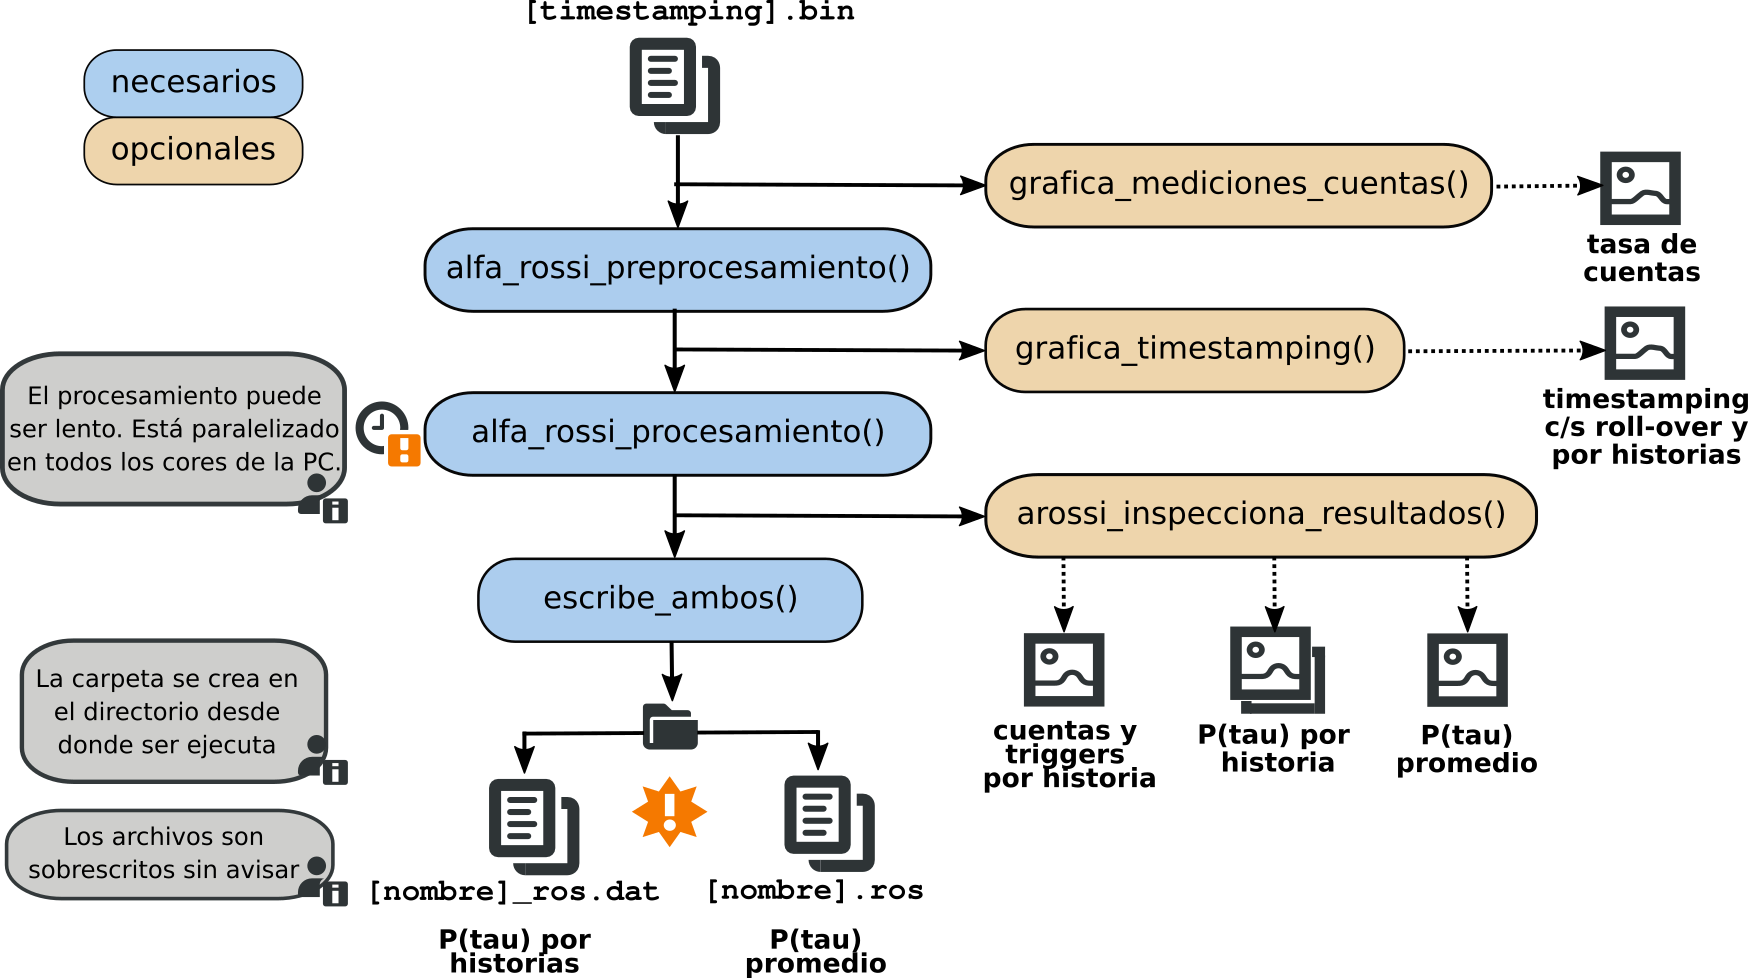 [timestamping].bin
necesarios
opcionales
grafica_mediciones_cuentas()
tasa de
cuentas
alfa_rossi_preprocesamiento()
grafica_timestamping()
timestamping
c/s roll-over y
por historias
El procesamiento puede
ser lento. Está paralelizado
en todos los cores de la PC.
alfa_rossi_procesamiento()
arossi_inspecciona_resultados()
escribe_ambos()
cuentas y
triggers
por historia
P(tau) por
historia
P(tau)
promedio
La carpeta se crea en
el directorio desde
donde ser ejecuta
Los archivos son
sobrescritos sin avisar
[nombre]_ros.dat
P(tau) por
historias
[nombre].ros
P(tau)
promedio